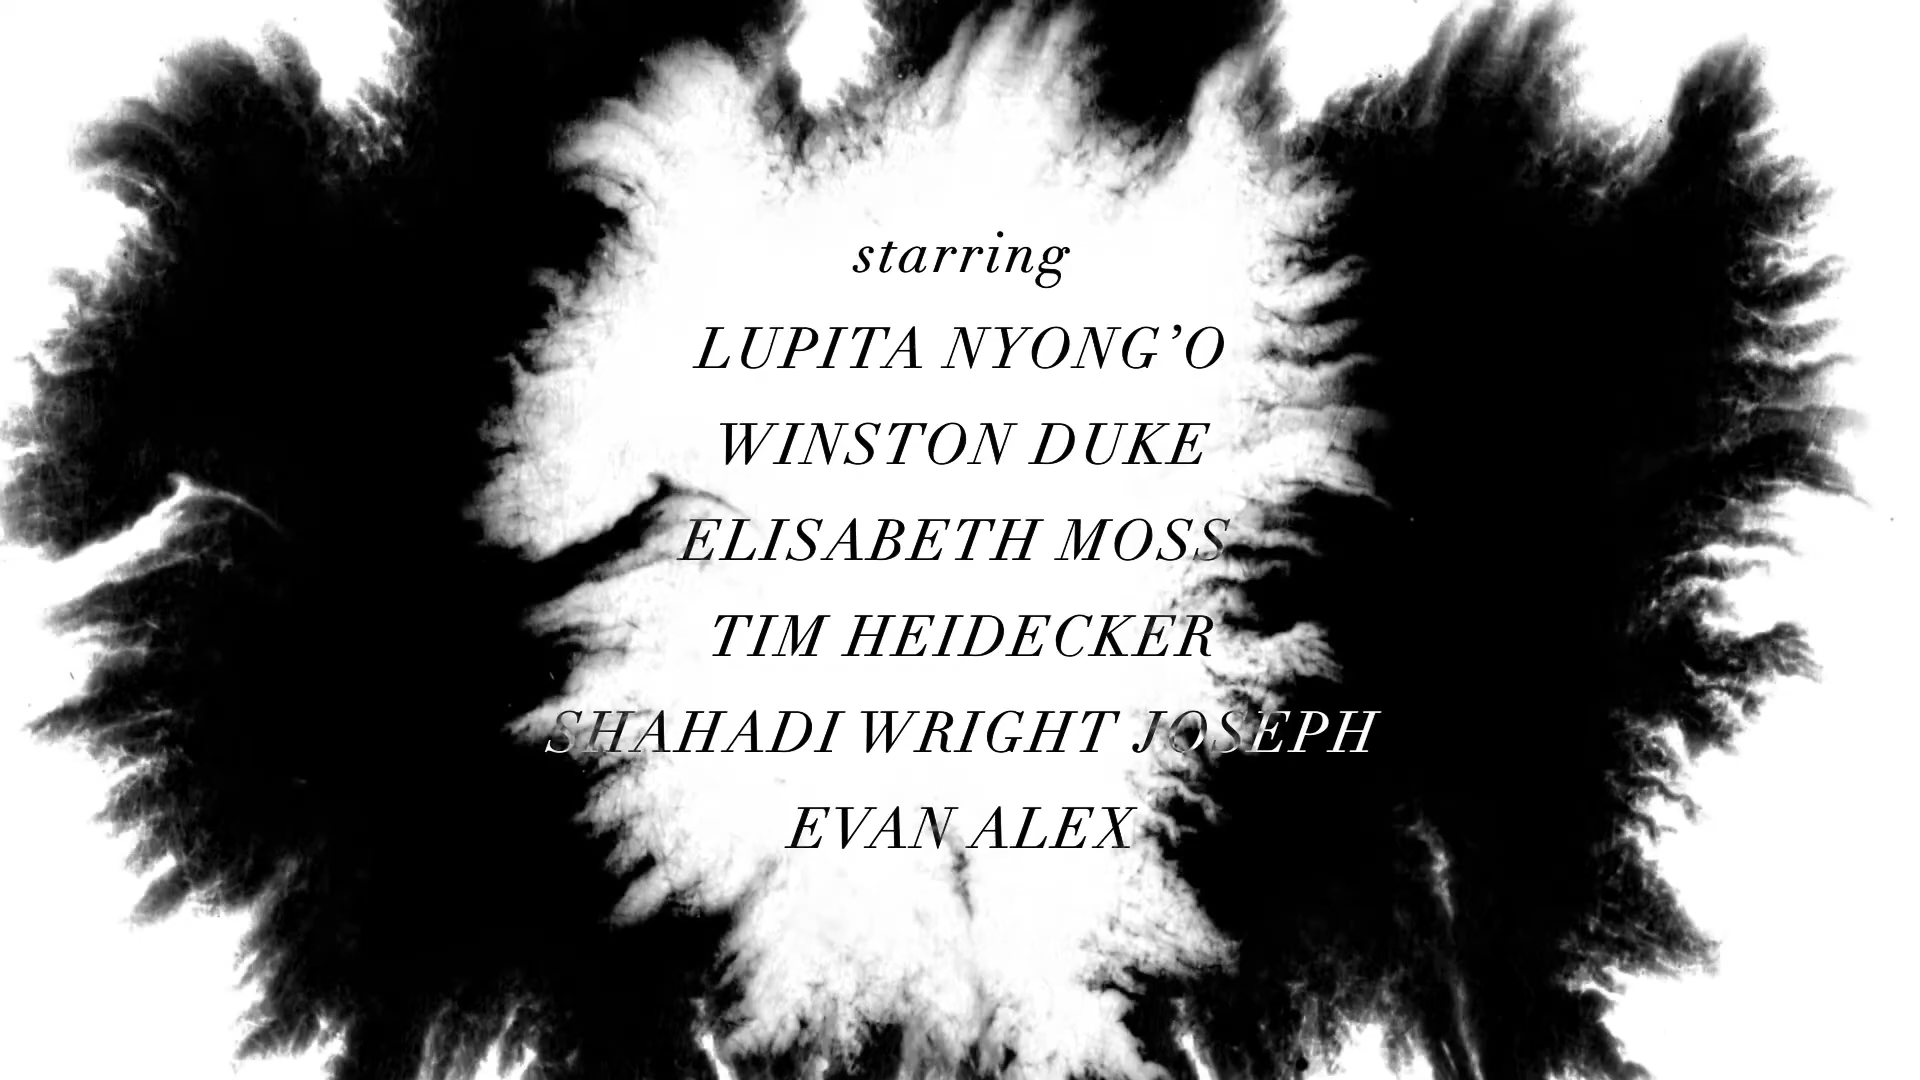 starring
LUPITA NYONG’O
WINSTON DUKE
ELISABETH MOSS
TIM HEIDECKER
SHAHADI WRIGHT JOSEPH
EVAN ALEX